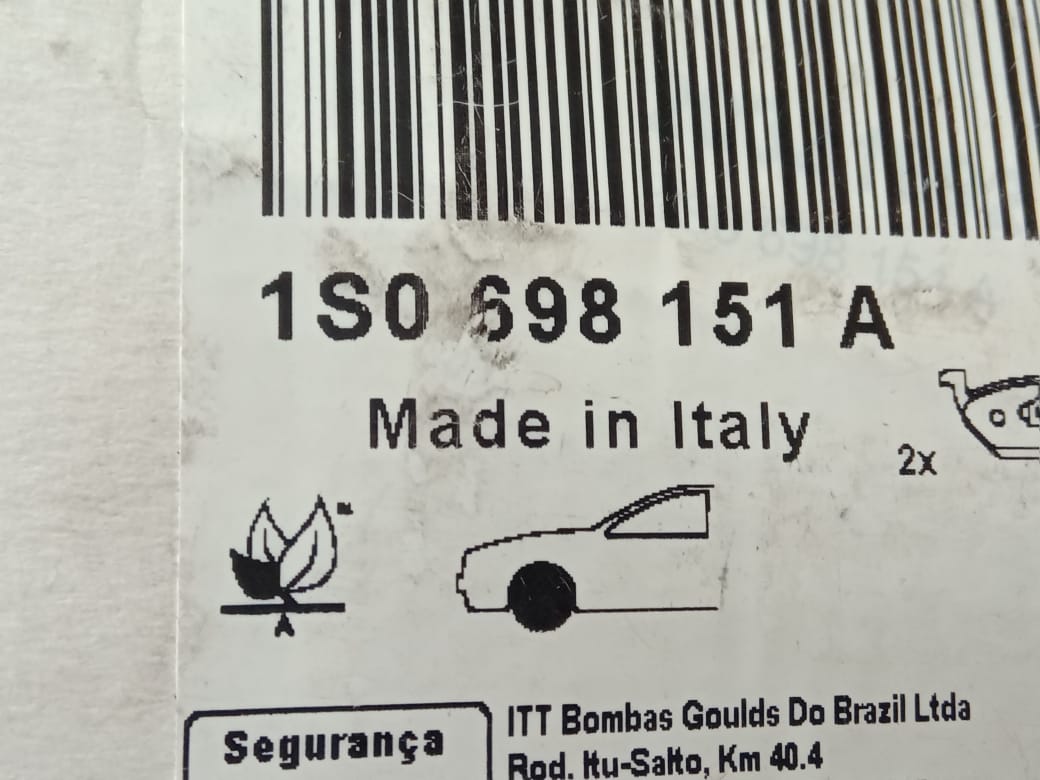 1S0 698 151 A
Made in Italy
2x
Segurança
ITT Bombas Goulds Do Brazil Ltda
Rod. Itu-Salto, Km 40.4